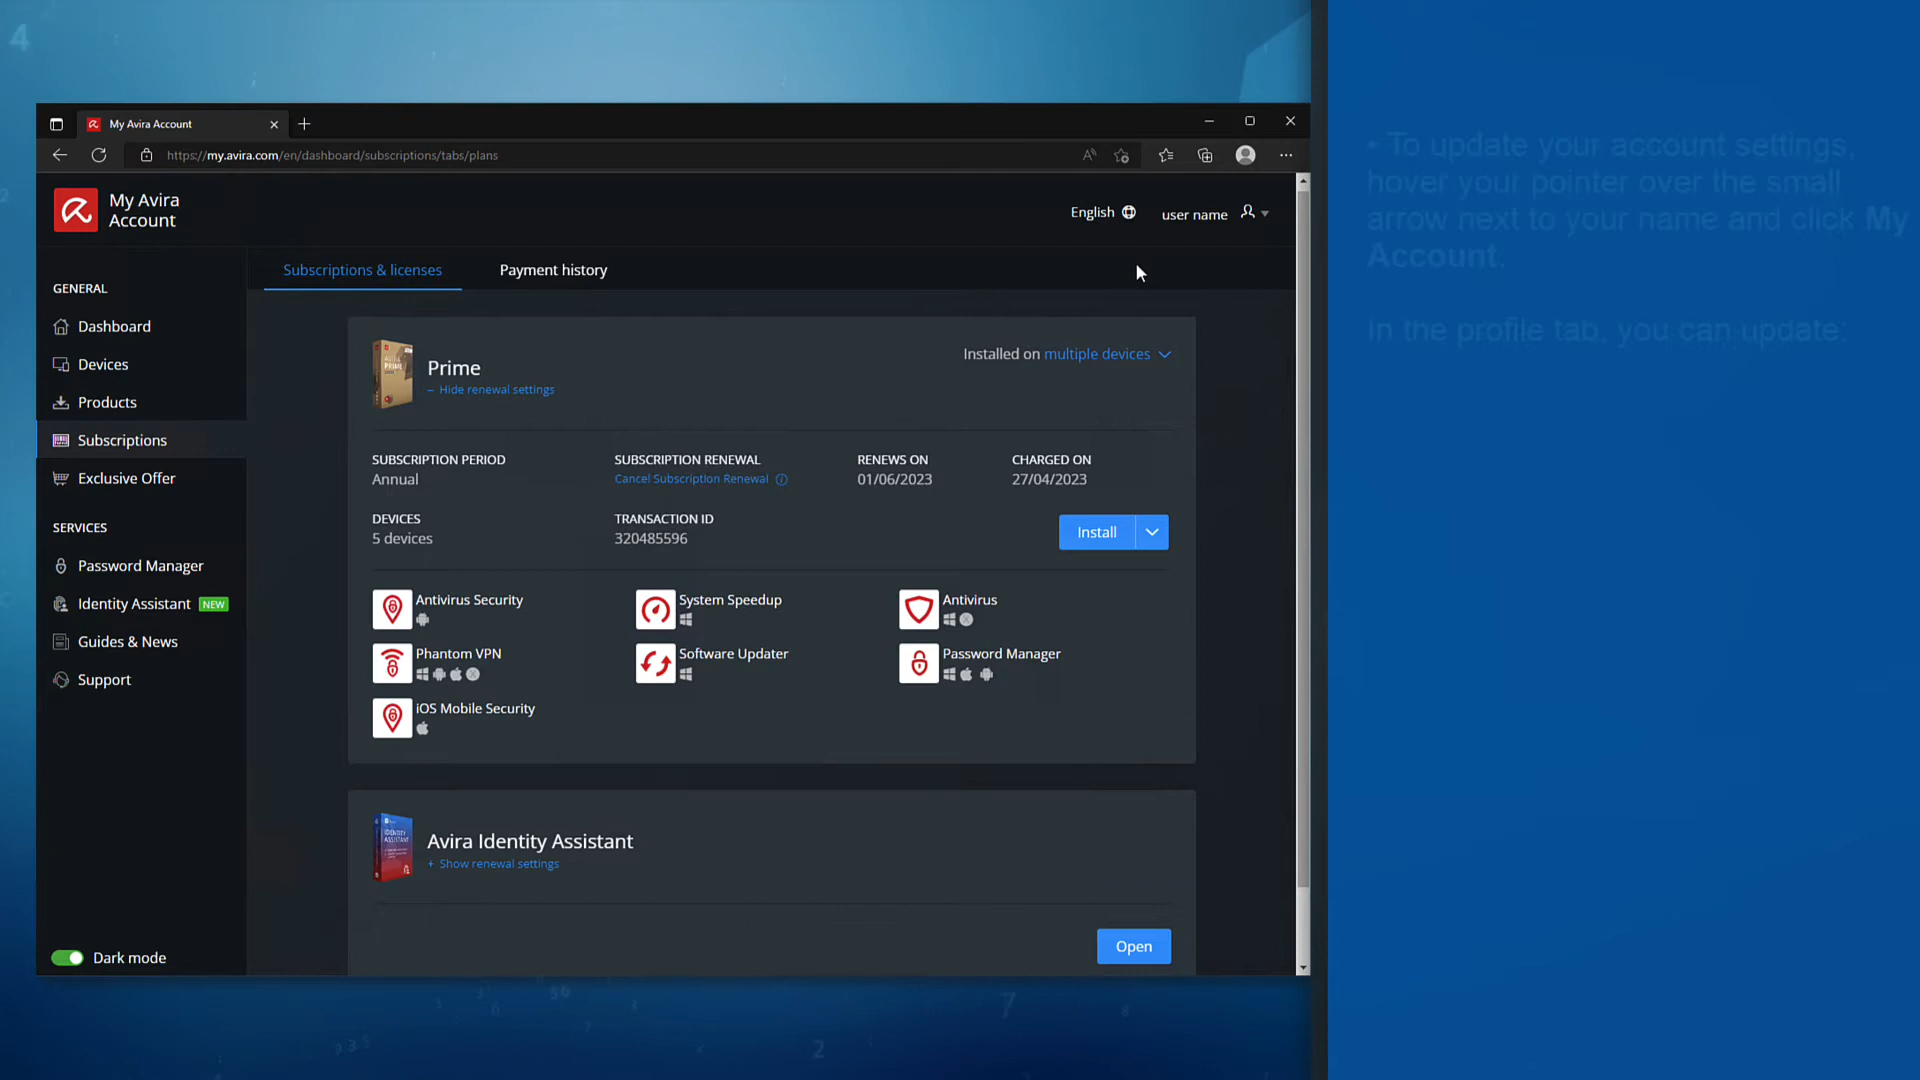 My Avira Account
https://my.avira.com/en/dashboard/subscriptions/tabs/plans
My Avira
Account
English
user name
GENERAL
Dashboard
Devices
Products
Subscriptions
Exclusive Offer
SERVICES
Password Manager
Identity Assistant NEW
Guides & News
Support
Dark mode
Subscriptions & licenses
Payment history
Prime
– Hide renewal settings
Installed on multiple devices
SUBSCRIPTION PERIOD
Annual
SUBSCRIPTION RENEWAL
Cancel Subscription Renewal
RENEWS ON
01/06/2023
CHARGED ON
27/04/2023
DEVICES
5 devices
TRANSACTION ID
320485596
Install
Antivirus Security
System Speedup
Antivirus
Phantom VPN
Software Updater
Password Manager
iOS Mobile Security
Avira Identity Assistant
+ Show renewal settings
Open
• To update your account settings,
hover your pointer over the small
arrow next to your name and click My
Account.
In the profile tab, you can update: